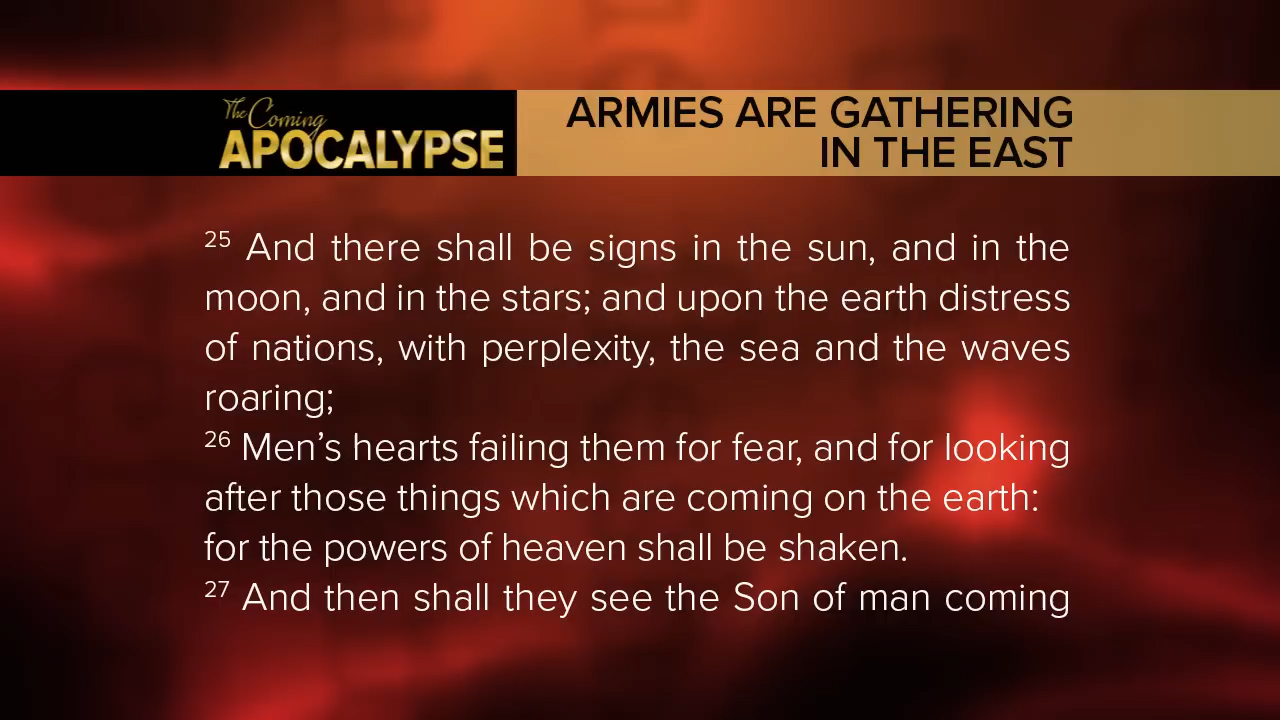 The Coming
APOCALYPSE
ARMIES ARE GATHERING
IN THE EAST
25 And there shall be signs in the sun, and in the
moon, and in the stars; and upon the earth distress
of nations, with perplexity, the sea and the waves
roaring;
26 Men’s hearts failing them for fear, and for looking
after those things which are coming on the earth:
for the powers of heaven shall be shaken.
27 And then shall they see the Son of man coming